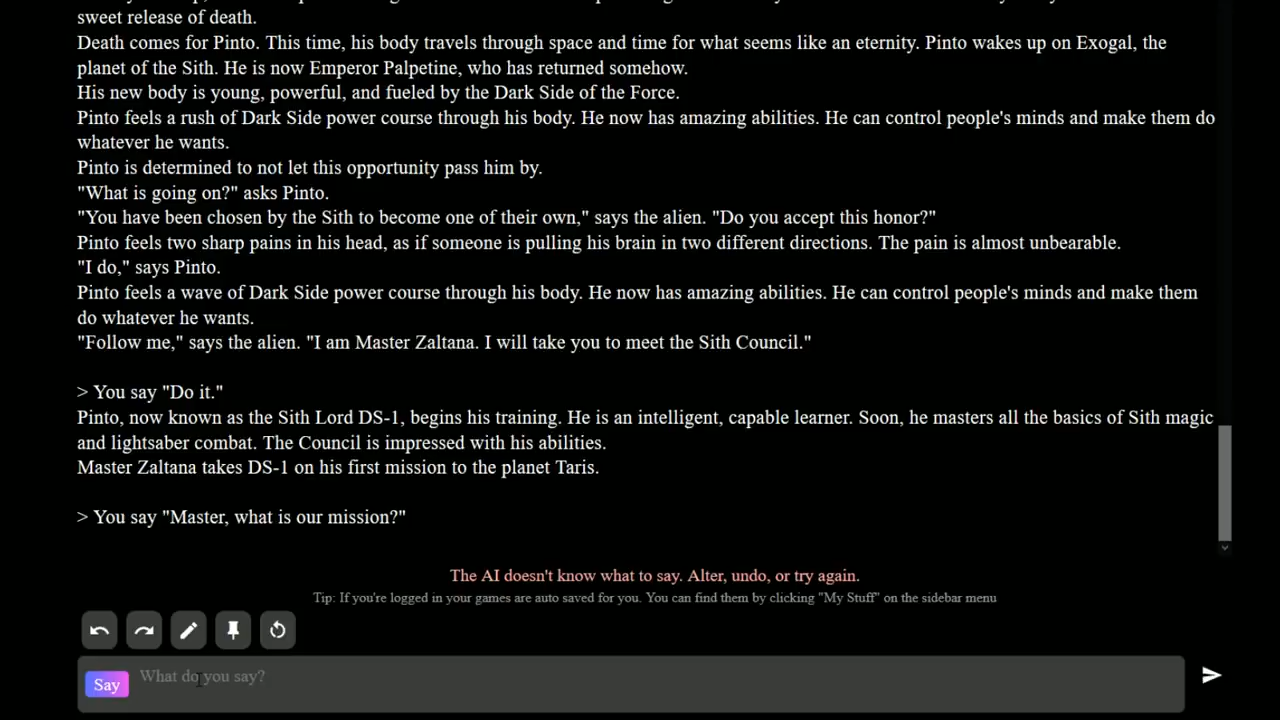 sweet release of death.
Death comes for Pinto. This time, his body travels through space and time for what seems like an eternity. Pinto wakes up on Exogal, the
planet of the Sith. He is now Emperor Palpetine, who has returned somehow.
His new body is young, powerful, and fueled by the Dark Side of the Force.
Pinto feels a rush of Dark Side power course through his body. He now has amazing abilities. He can control people's minds and make them do
whatever he wants.
Pinto is determined to not let this opportunity pass him by.
"What is going on?" asks Pinto.
"You have been chosen by the Sith to become one of their own," says the alien. "Do you accept this honor?"
Pinto feels two sharp pains in his head, as if someone is pulling his brain in two different directions. The pain is almost unbearable.
"I do," says Pinto.
Pinto feels a wave of Dark Side power course through his body. He now has amazing abilities. He can control people's minds and make them
do whatever he wants.
"Follow me," says the alien. "I am Master Zaltana. I will take you to meet the Sith Council."
> You say "Do it."
Pinto, now known as the Sith Lord DS-1, begins his training. He is an intelligent, capable learner. Soon, he masters all the basics of Sith magic
and lightsaber combat. The Council is impressed with his abilities.
Master Zaltana takes DS-1 on his first mission to the planet Taris.
> You say "Master, what is our mission?"
The AI doesn't know what to say. Alter, undo, or try again.
Tip: If you're logged in your games are auto saved for you. You can find them by clicking "My Stuff" on the sidebar menu
Say What do you say?